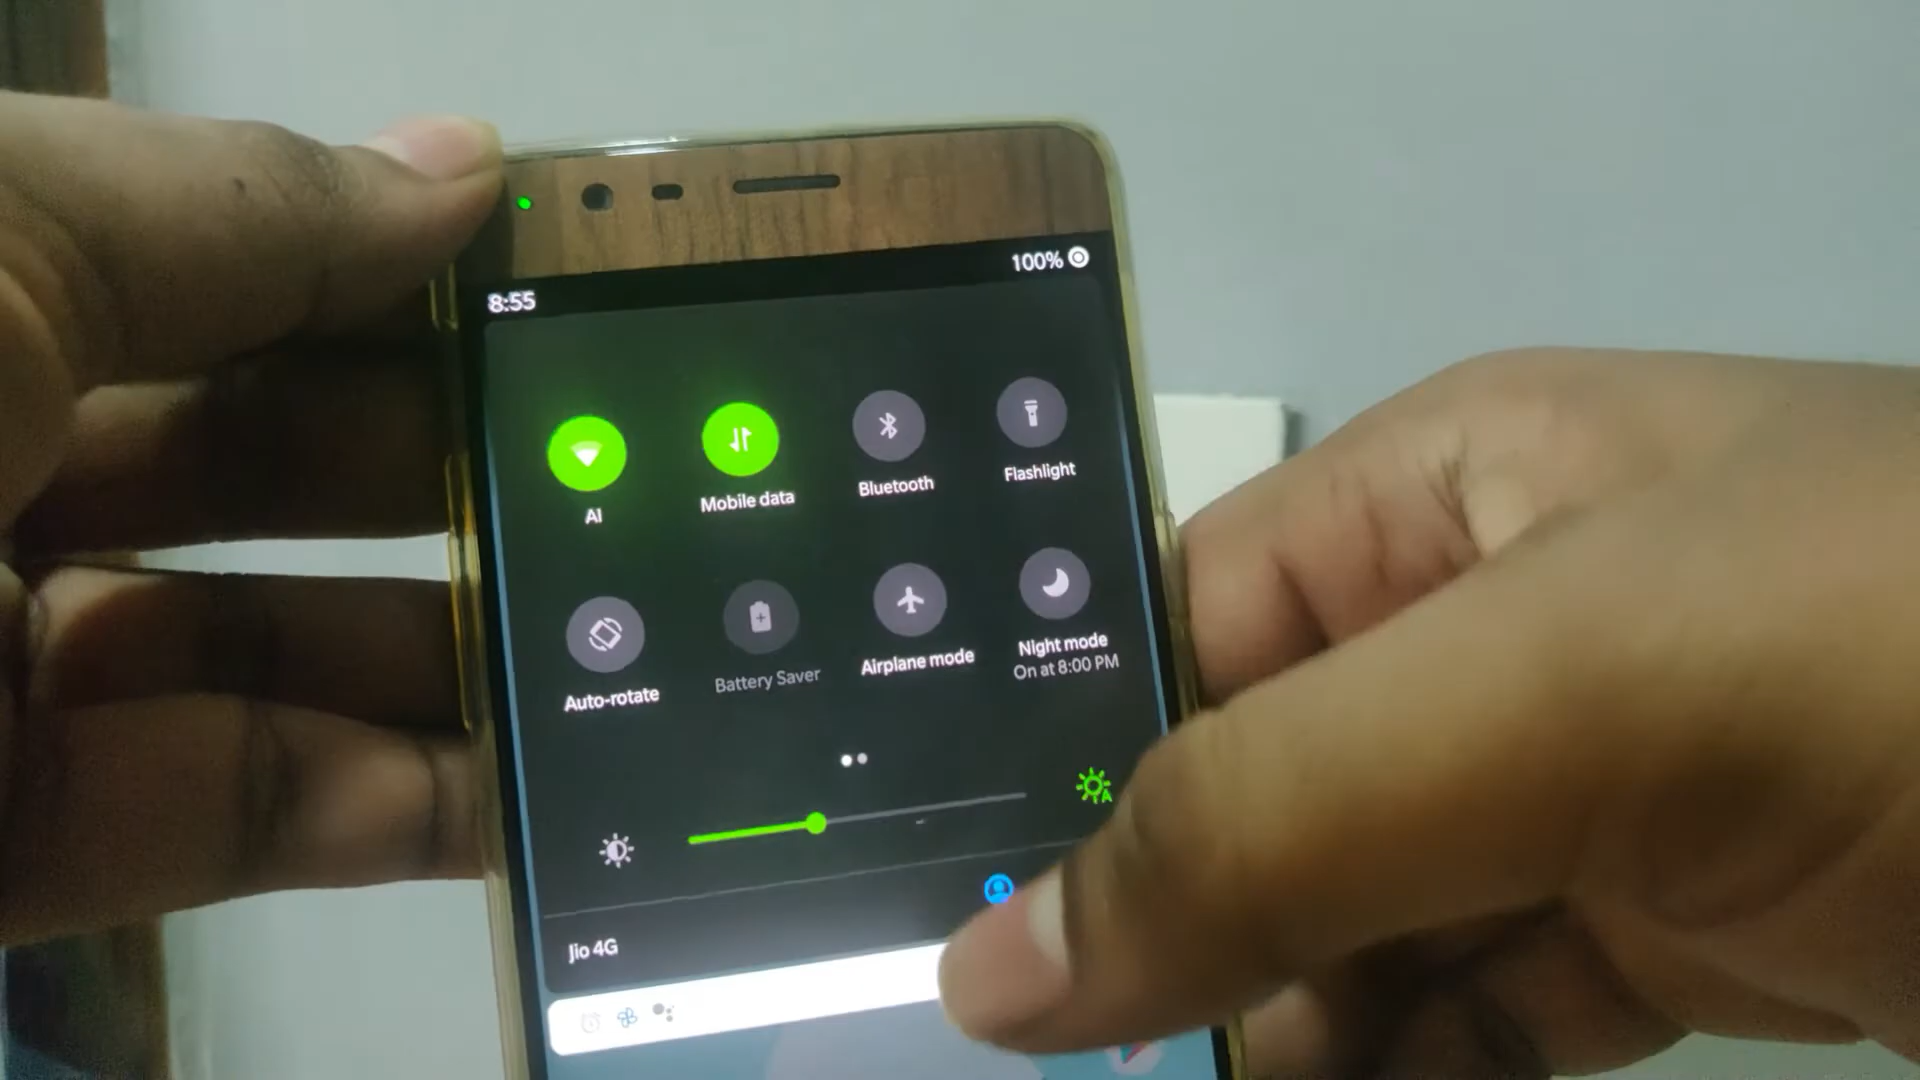 8:55 100%
AI Mobile data Bluetooth Flashlight
Auto-rotate Battery Saver Airplane mode Night mode
On at 8:00 PM
A
Jio 4G